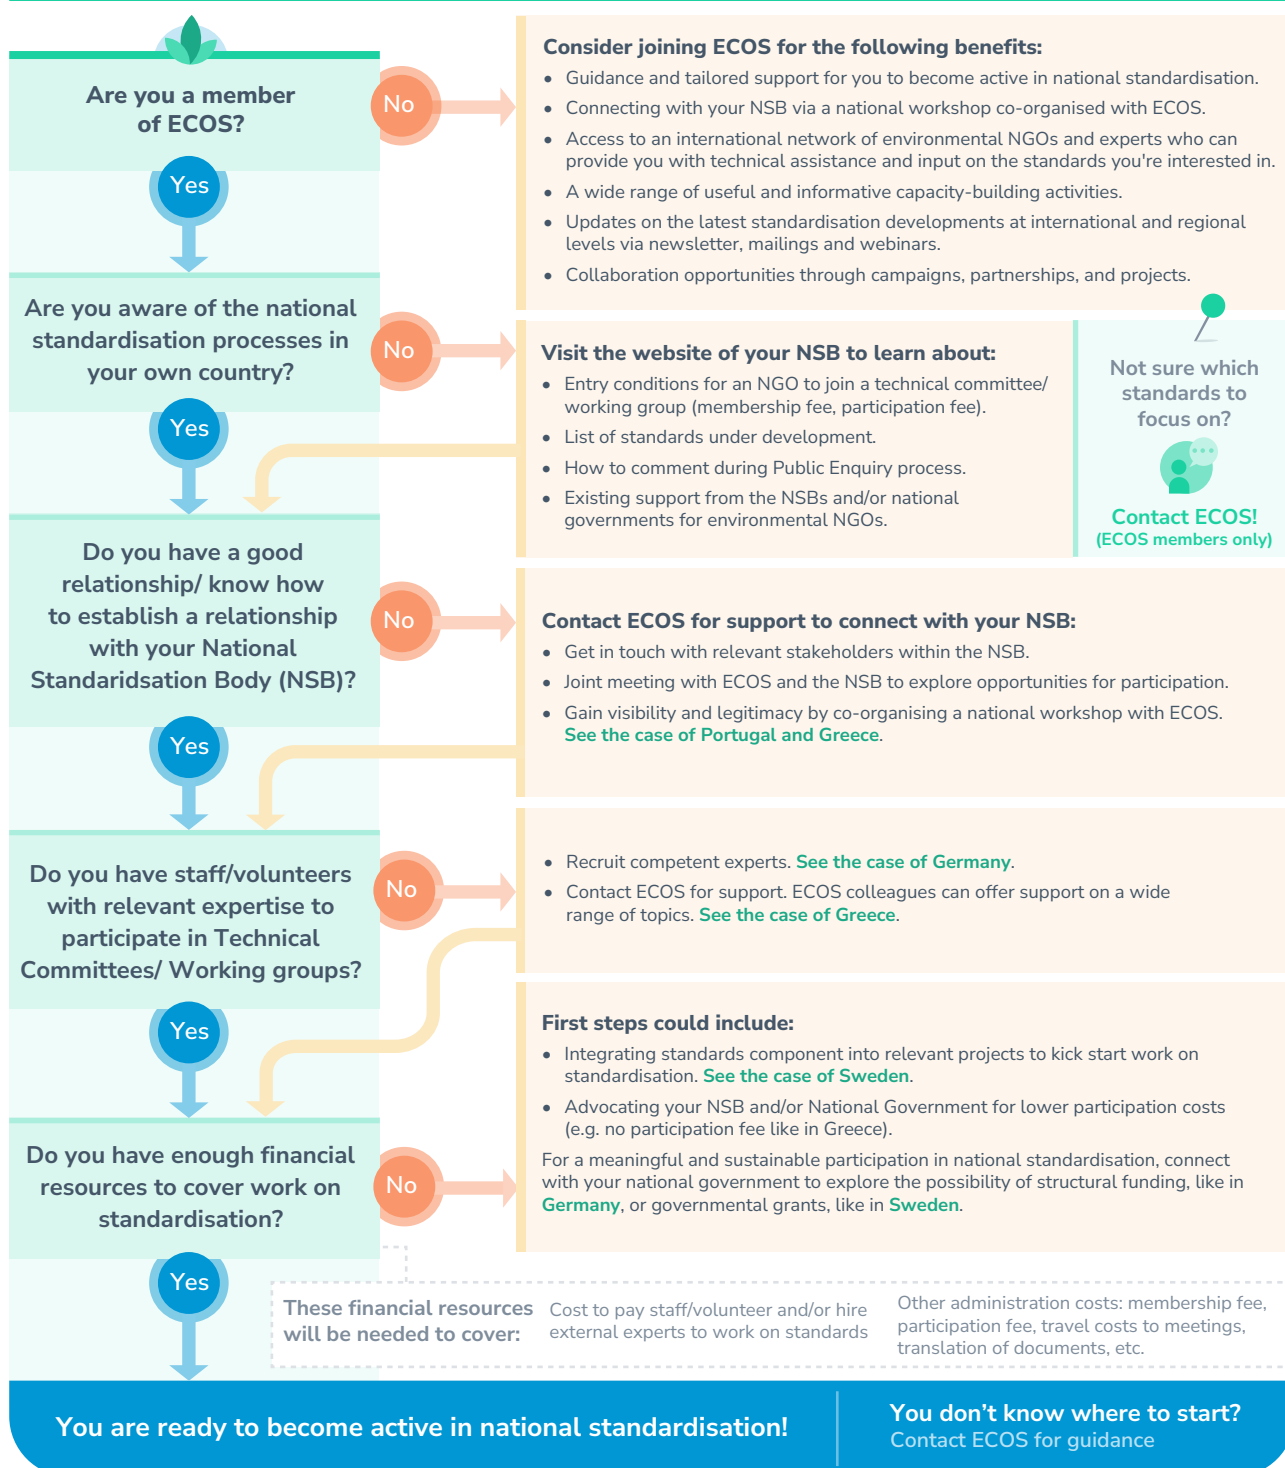 Are you a member
of ECOS?
No
Yes
Consider joining ECOS for the following benefits:
• Guidance and tailored support for you to become active in national standardisation.
• Connecting with your NSB via a national workshop co-organised with ECOS.
• Access to an international network of environmental NGOs and experts who can
provide you with technical assistance and input on the standards you're interested in.
• A wide range of useful and informative capacity-building activities.
• Updates on the latest standardisation developments at international and regional
levels via newsletter, mailings and webinars.
• Collaboration opportunities through campaigns, partnerships, and projects.
Are you aware of the national
standardisation processes in
your own country?
No
Yes
Visit the website of your NSB to learn about:
• Entry conditions for an NGO to join a technical committee/
working group (membership fee, participation fee).
• List of standards under development.
• How to comment during Public Enquiry process.
• Existing support from the NSBs and/or national
governments for environmental NGOs.
Not sure which
standards to
focus on?
Contact ECOS!
(ECOS members only)
Do you have a good
relationship/ know how
to establish a relationship
with your National
Standaridsation Body (NSB)?
No
Yes
Contact ECOS for support to connect with your NSB:
• Get in touch with relevant stakeholders within the NSB.
• Joint meeting with ECOS and the NSB to explore opportunities for participation.
• Gain visibility and legitimacy by co-organising a national workshop with ECOS.
See the case of Portugal and Greece.
Do you have staff/volunteers
with relevant expertise to
participate in Technical
Committees/ Working groups?
No
Yes
• Recruit competent experts. See the case of Germany.
• Contact ECOS for support. ECOS colleagues can offer support on a wide
range of topics. See the case of Greece.
Do you have enough financial
resources to cover work on
standardisation?
No
Yes
First steps could include:
• Integrating standards component into relevant projects to kick start work on
standardisation. See the case of Sweden.
• Advocating your NSB and/or National Government for lower participation costs
(e.g. no participation fee like in Greece).
For a meaningful and sustainable participation in national standardisation, connect
with your national government to explore the possibility of structural funding, like in
Germany, or governmental grants, like in Sweden.
These financial resources
will be needed to cover:
Cost to pay staff/volunteer and/or hire
external experts to work on standards
Other administration costs: membership fee,
participation fee, travel costs to meetings,
translation of documents, etc.
You are ready to become active in national standardisation!
You don’t know where to start?
Contact ECOS for guidance